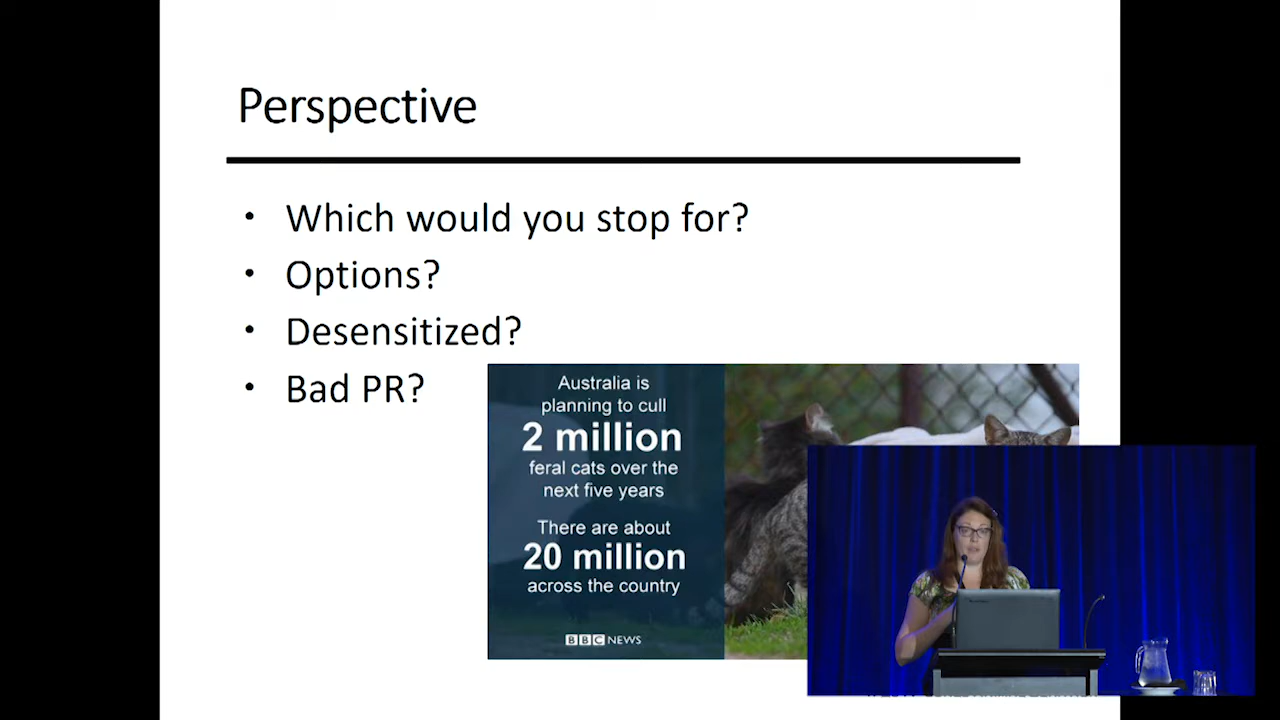 Perspective
• Which would you stop for?
• Options?
• Desensitized?
• Bad PR?
Australia is
planning to cull
2 million
feral cats over the
next five years
There are about
20 million
across the country
BBC NEWS